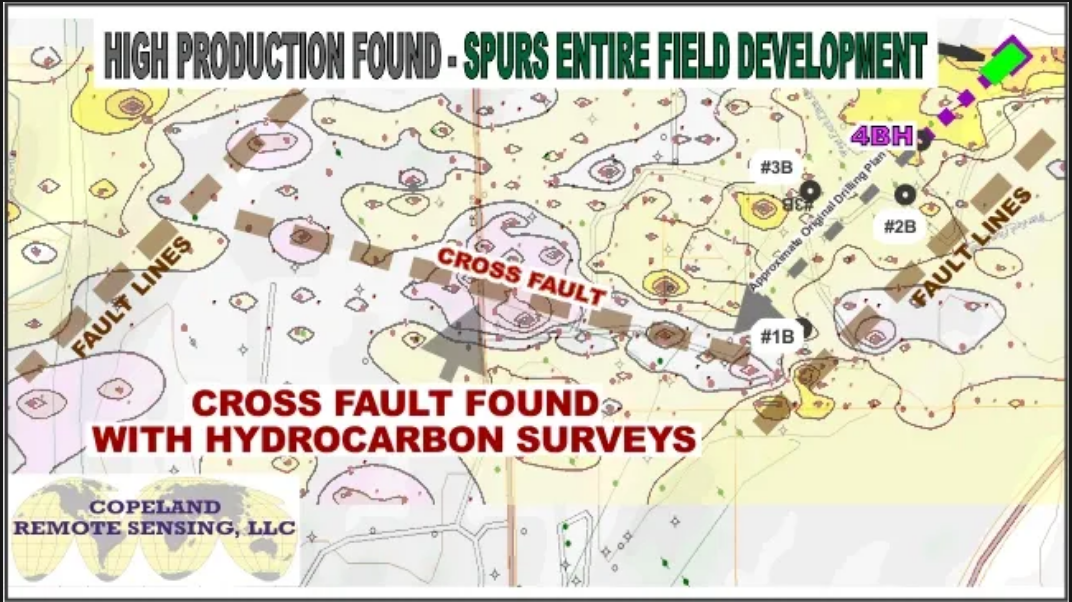 HIGH PRODUCTION FOUND - SPURS ENTIRE FIELD DEVELOPMENT
4BH
#3B
#3B
#2B
Approximate Original Drilling Plan
FAULT LINES
CROSS FAULT
FAULT LINES
#1B
CROSS FAULT FOUND
WITH HYDROCARBON SURVEYS
COPELAND
REMOTE SENSING, LLC